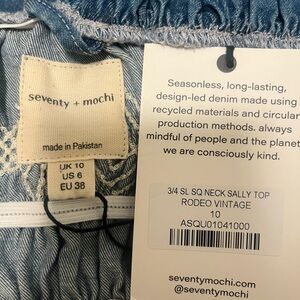 seventy + mochi
made in Pakistan
UK 10
US 6
EU 38
Seasonless, long-lasting,
design-led denim made using
recycled materials and circular
production methods. always
mindful of people and the planet
we are consciously kind.
3/4 SL SQ NECK SALLY TOP
RODEO VINTAGE
10
ASQU01041000
seventymochi.com
@seventymochi